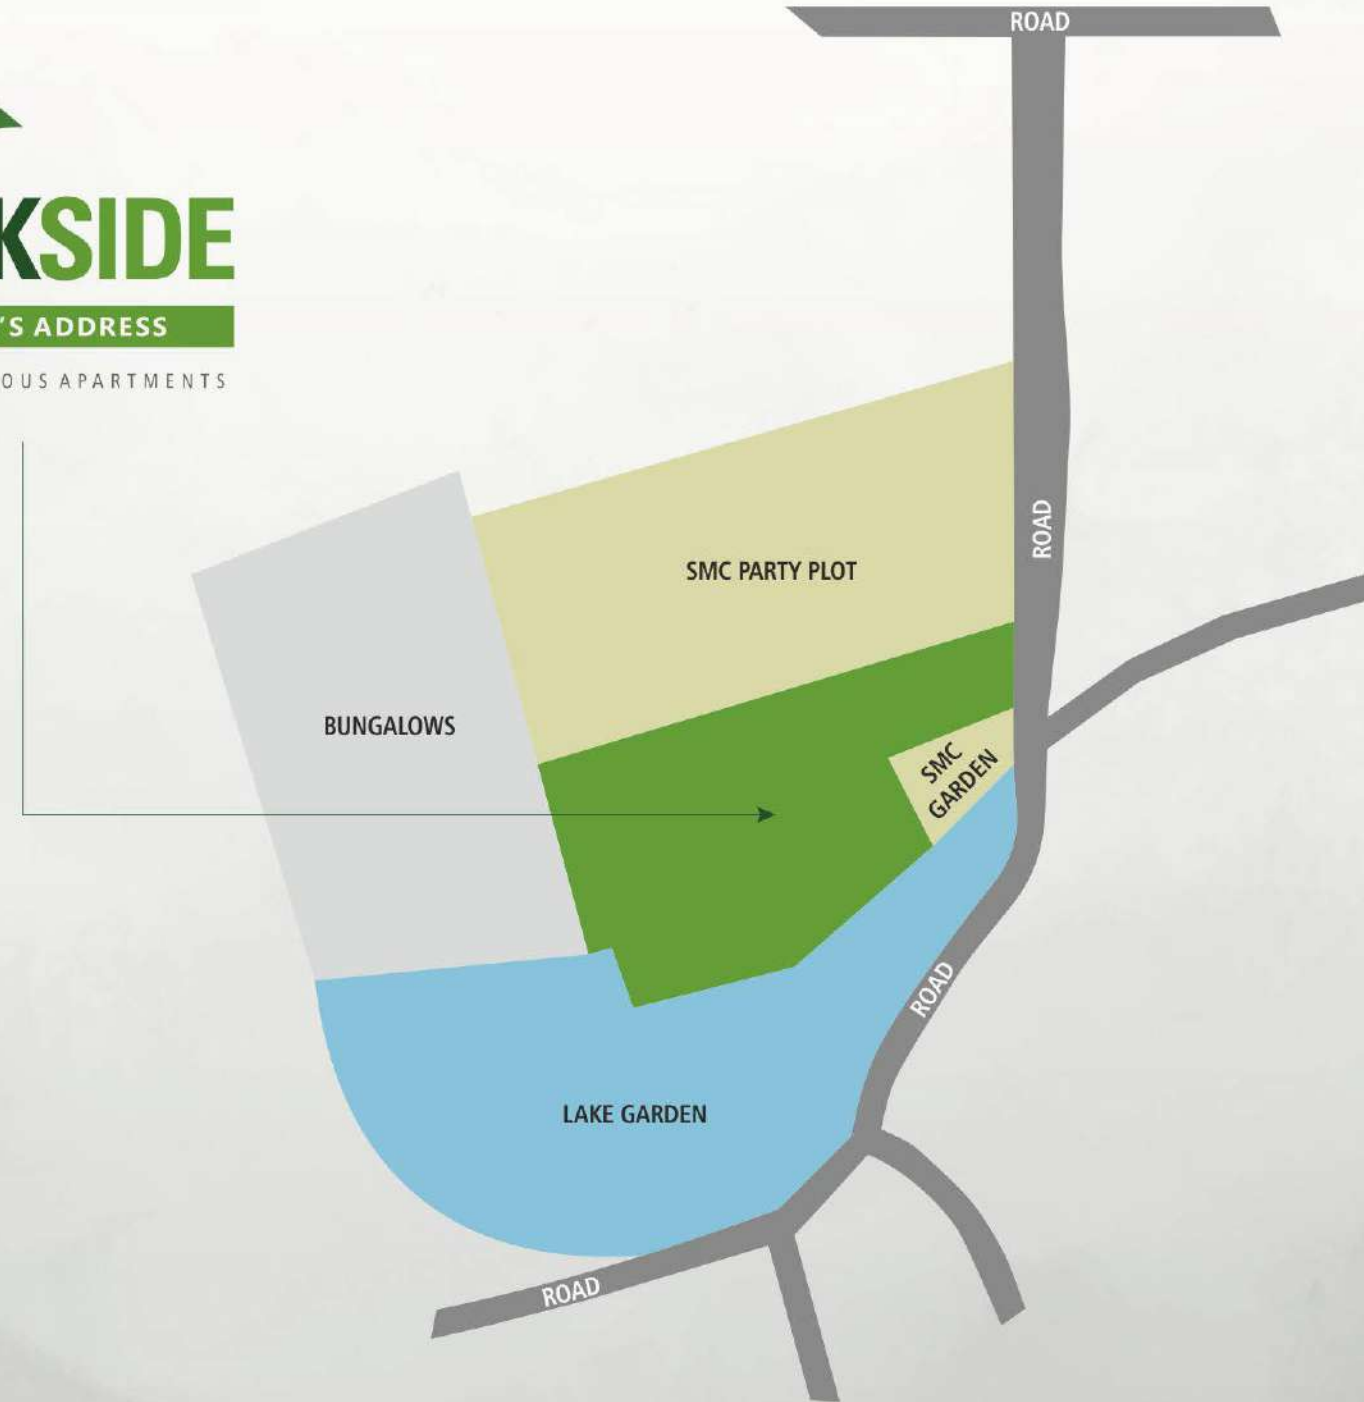 ROAD
KSIDE
'S ADDRESS
OUS APARTMENTS
ROAD
SMC PARTY PLOT
BUNGALOWS
SMC
GARDEN
ROAD
LAKE GARDEN
ROAD